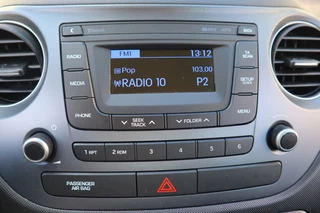 FM1 13:12
Pop 103.00
RADIO 10 P2
RADIO
MEDIA
PHONE
TA
SCAN
SETUP
MENU
SEEK
TRACK
FOLDER
1 RPT 2 RDM 3 4 5 6
PASSENGER
AIR BAG